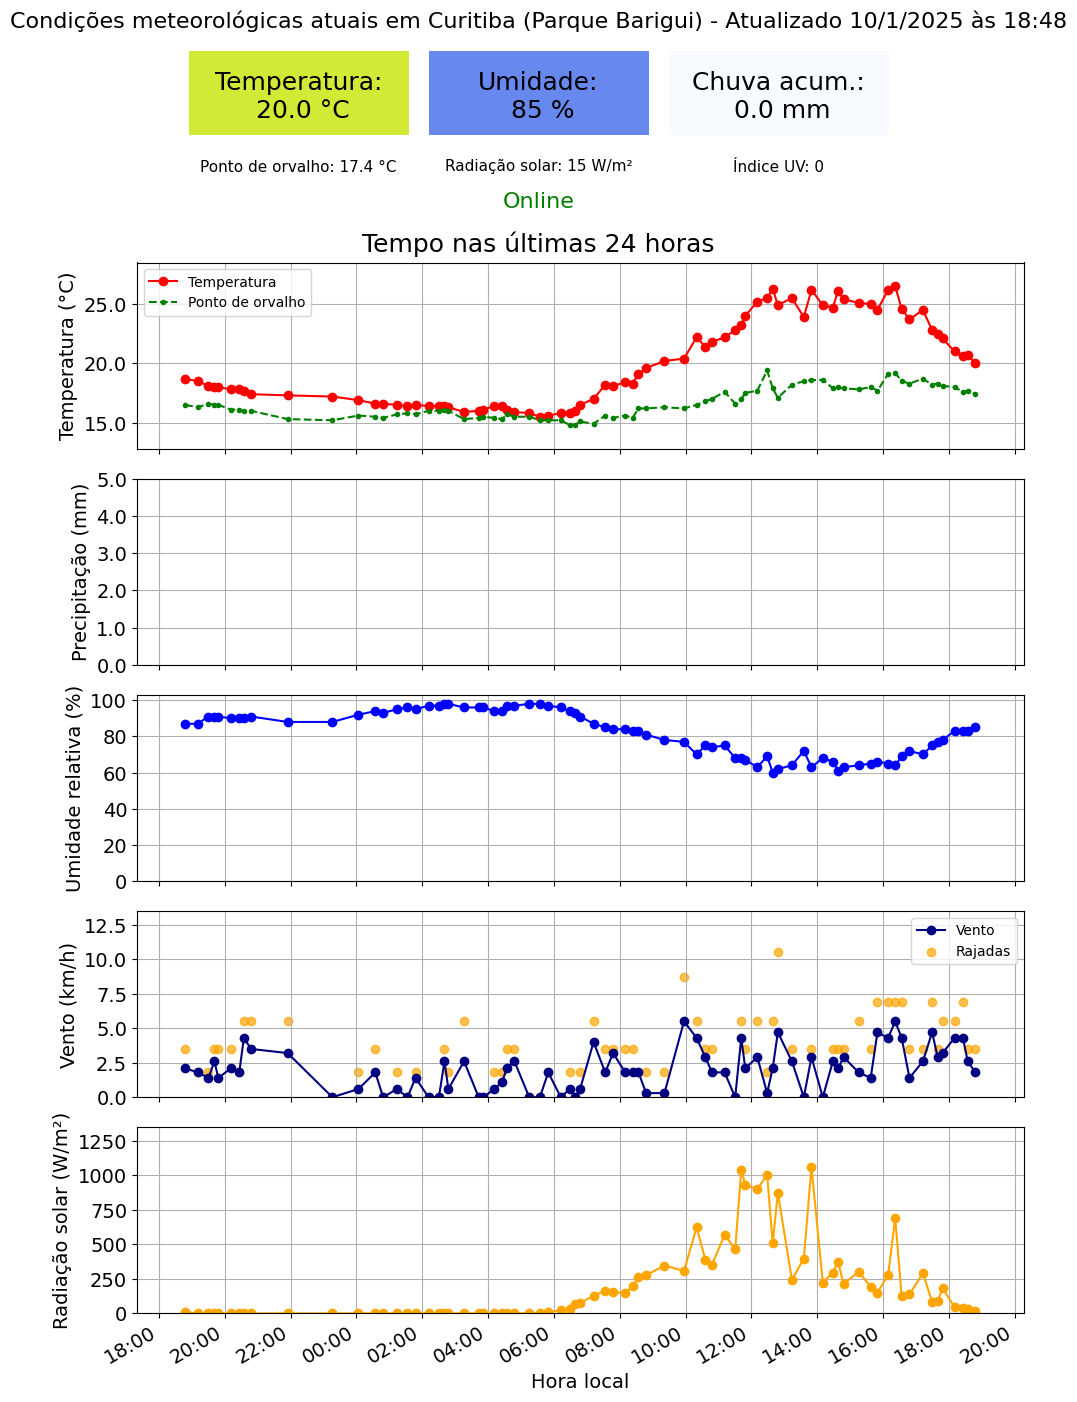 Condições meteorológicas atuais em Curitiba (Parque Barigui) - Atualizado 10/1/2025 às 18:48
Temperatura:
20.0 °C
Umidade:
85 %
Chuva acum.:
0.0 mm
Ponto de orvalho: 17.4 °C
Radiação solar: 15 W/m²
Índice UV: 0
Online
Tempo nas últimas 24 horas
Temperatura (°C)
25.0
20.0
15.0
Temperatura
Ponto de orvalho
Precipitação (mm)
5.0
4.0
3.0
2.0
1.0
0.0
Umidade relativa (%)
100
80
60
40
20
0
Vento (km/h)
12.5
10.0
7.5
5.0
2.5
0.0
Vento
Rajadas
Radiação solar (W/m²)
1250
1000
750
500
250
0
18:00
20:00
22:00
00:00
02:00
04:00
06:00
08:00
10:00
12:00
14:00
16:00
18:00
20:00
Hora local